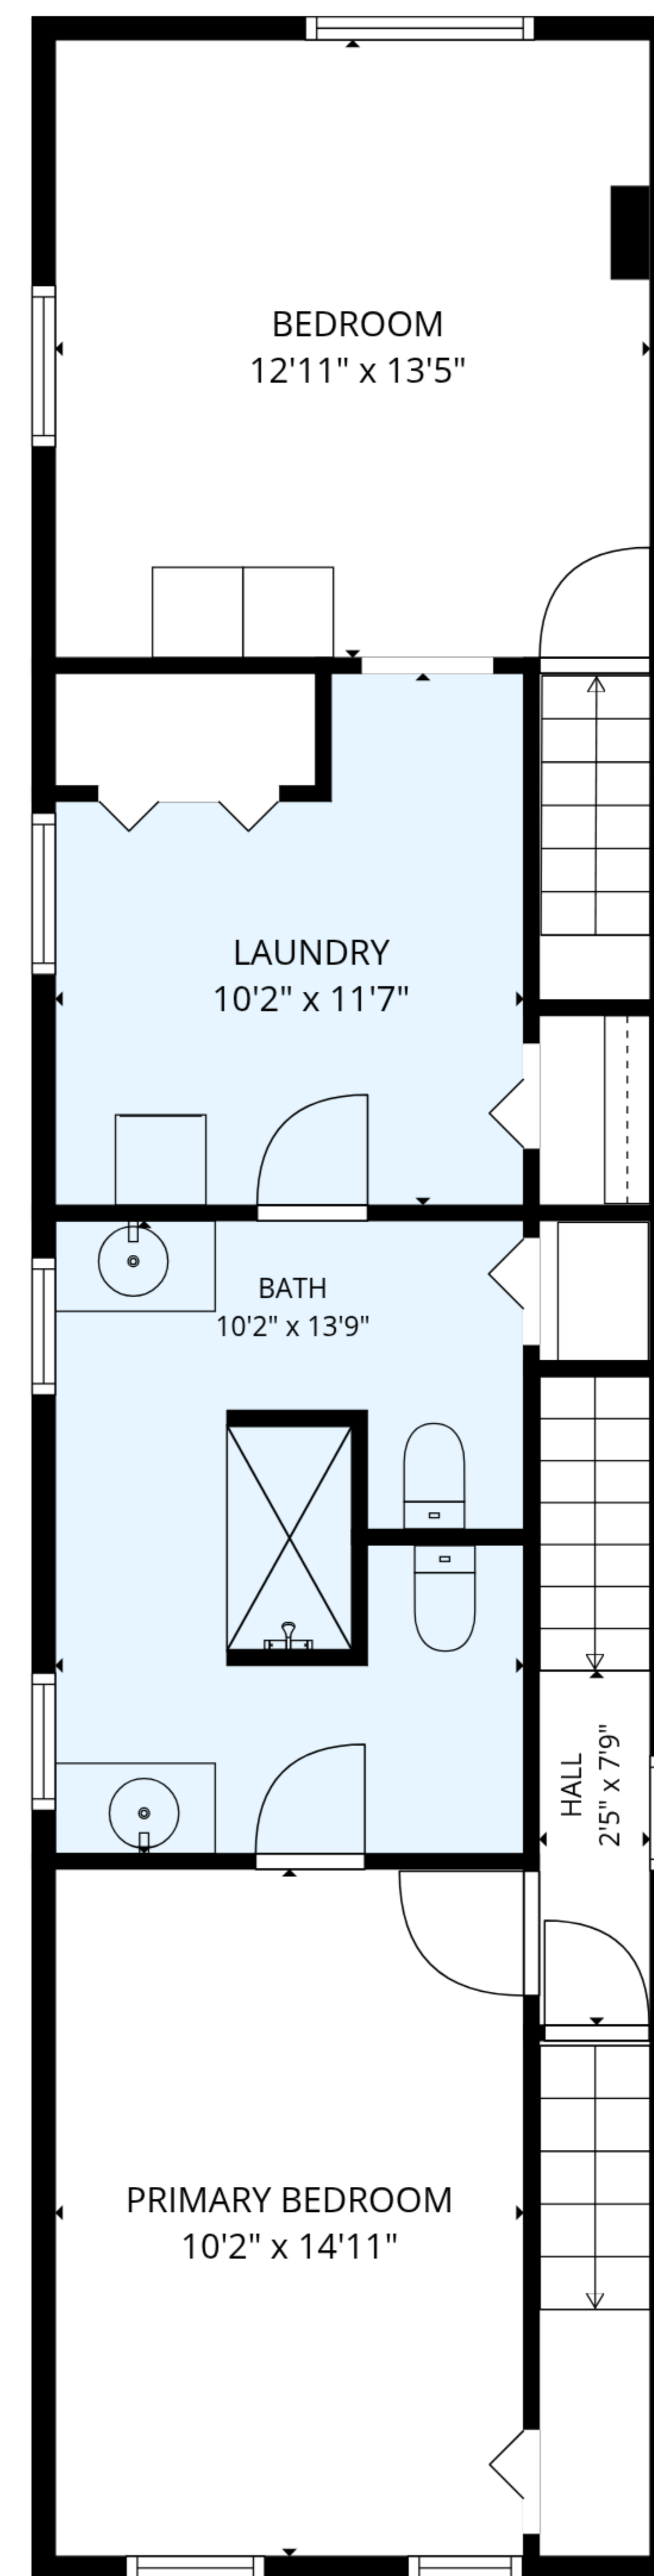 BEDROOM
12'11" x 13'5"
LAUNDRY
10'2" x 11'7"
BATH
10'2" x 13'9"
HALL
2'5" x 7'9"
PRIMARY BEDROOM
10'2" x 14'11"